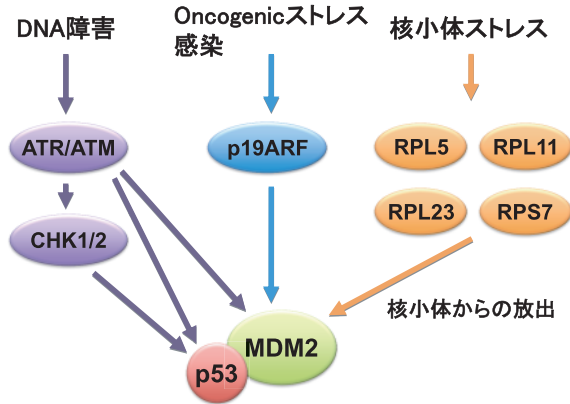 DNA障害
Oncogenicストレス
感染
核小体ストレス
ATR/ATM
p19ARF
RPL5
RPL11
CHK1/2
RPL23
RPS7
核小体からの放出
MDM2
p53